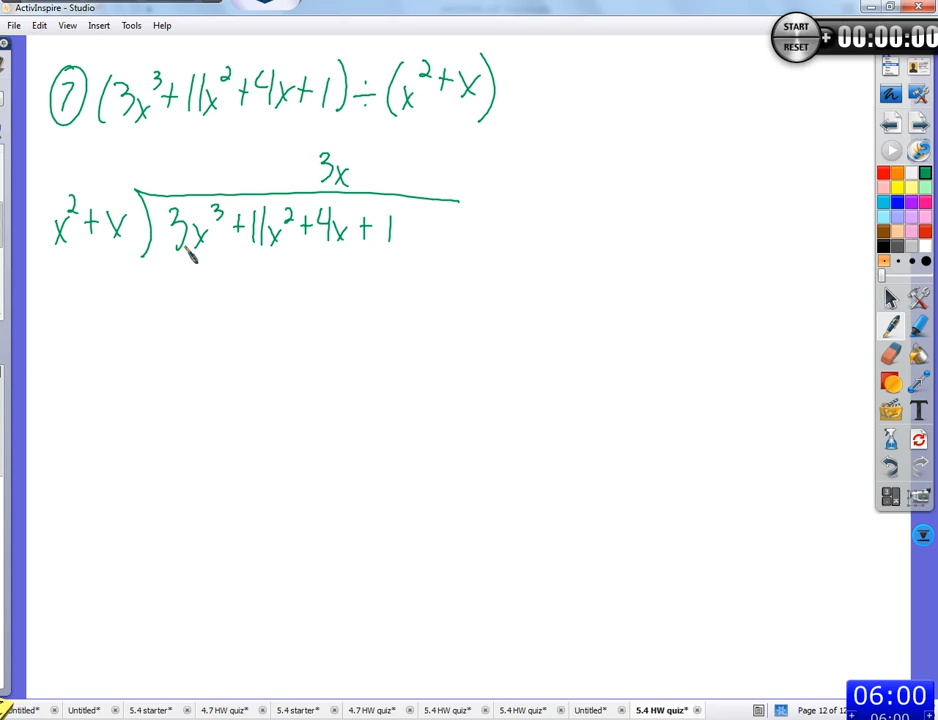 ActivInspire - Studio
File Edit View Insert Tools Help
START
RESET
00:00:00
⑦ (3x³+11x²+4x+1)÷(x²+x)
3x
x²+x ) 3x³+11x²+4x+1
T
06:00
06:00
Untitled* 5.4 starter* 4.7 HW quiz* 5.4 starter* 4.7 HW quiz* 5.4 HW quiz* 5.4 HW quiz* Untitled* 5.4 HW quiz* Page 12 of 12